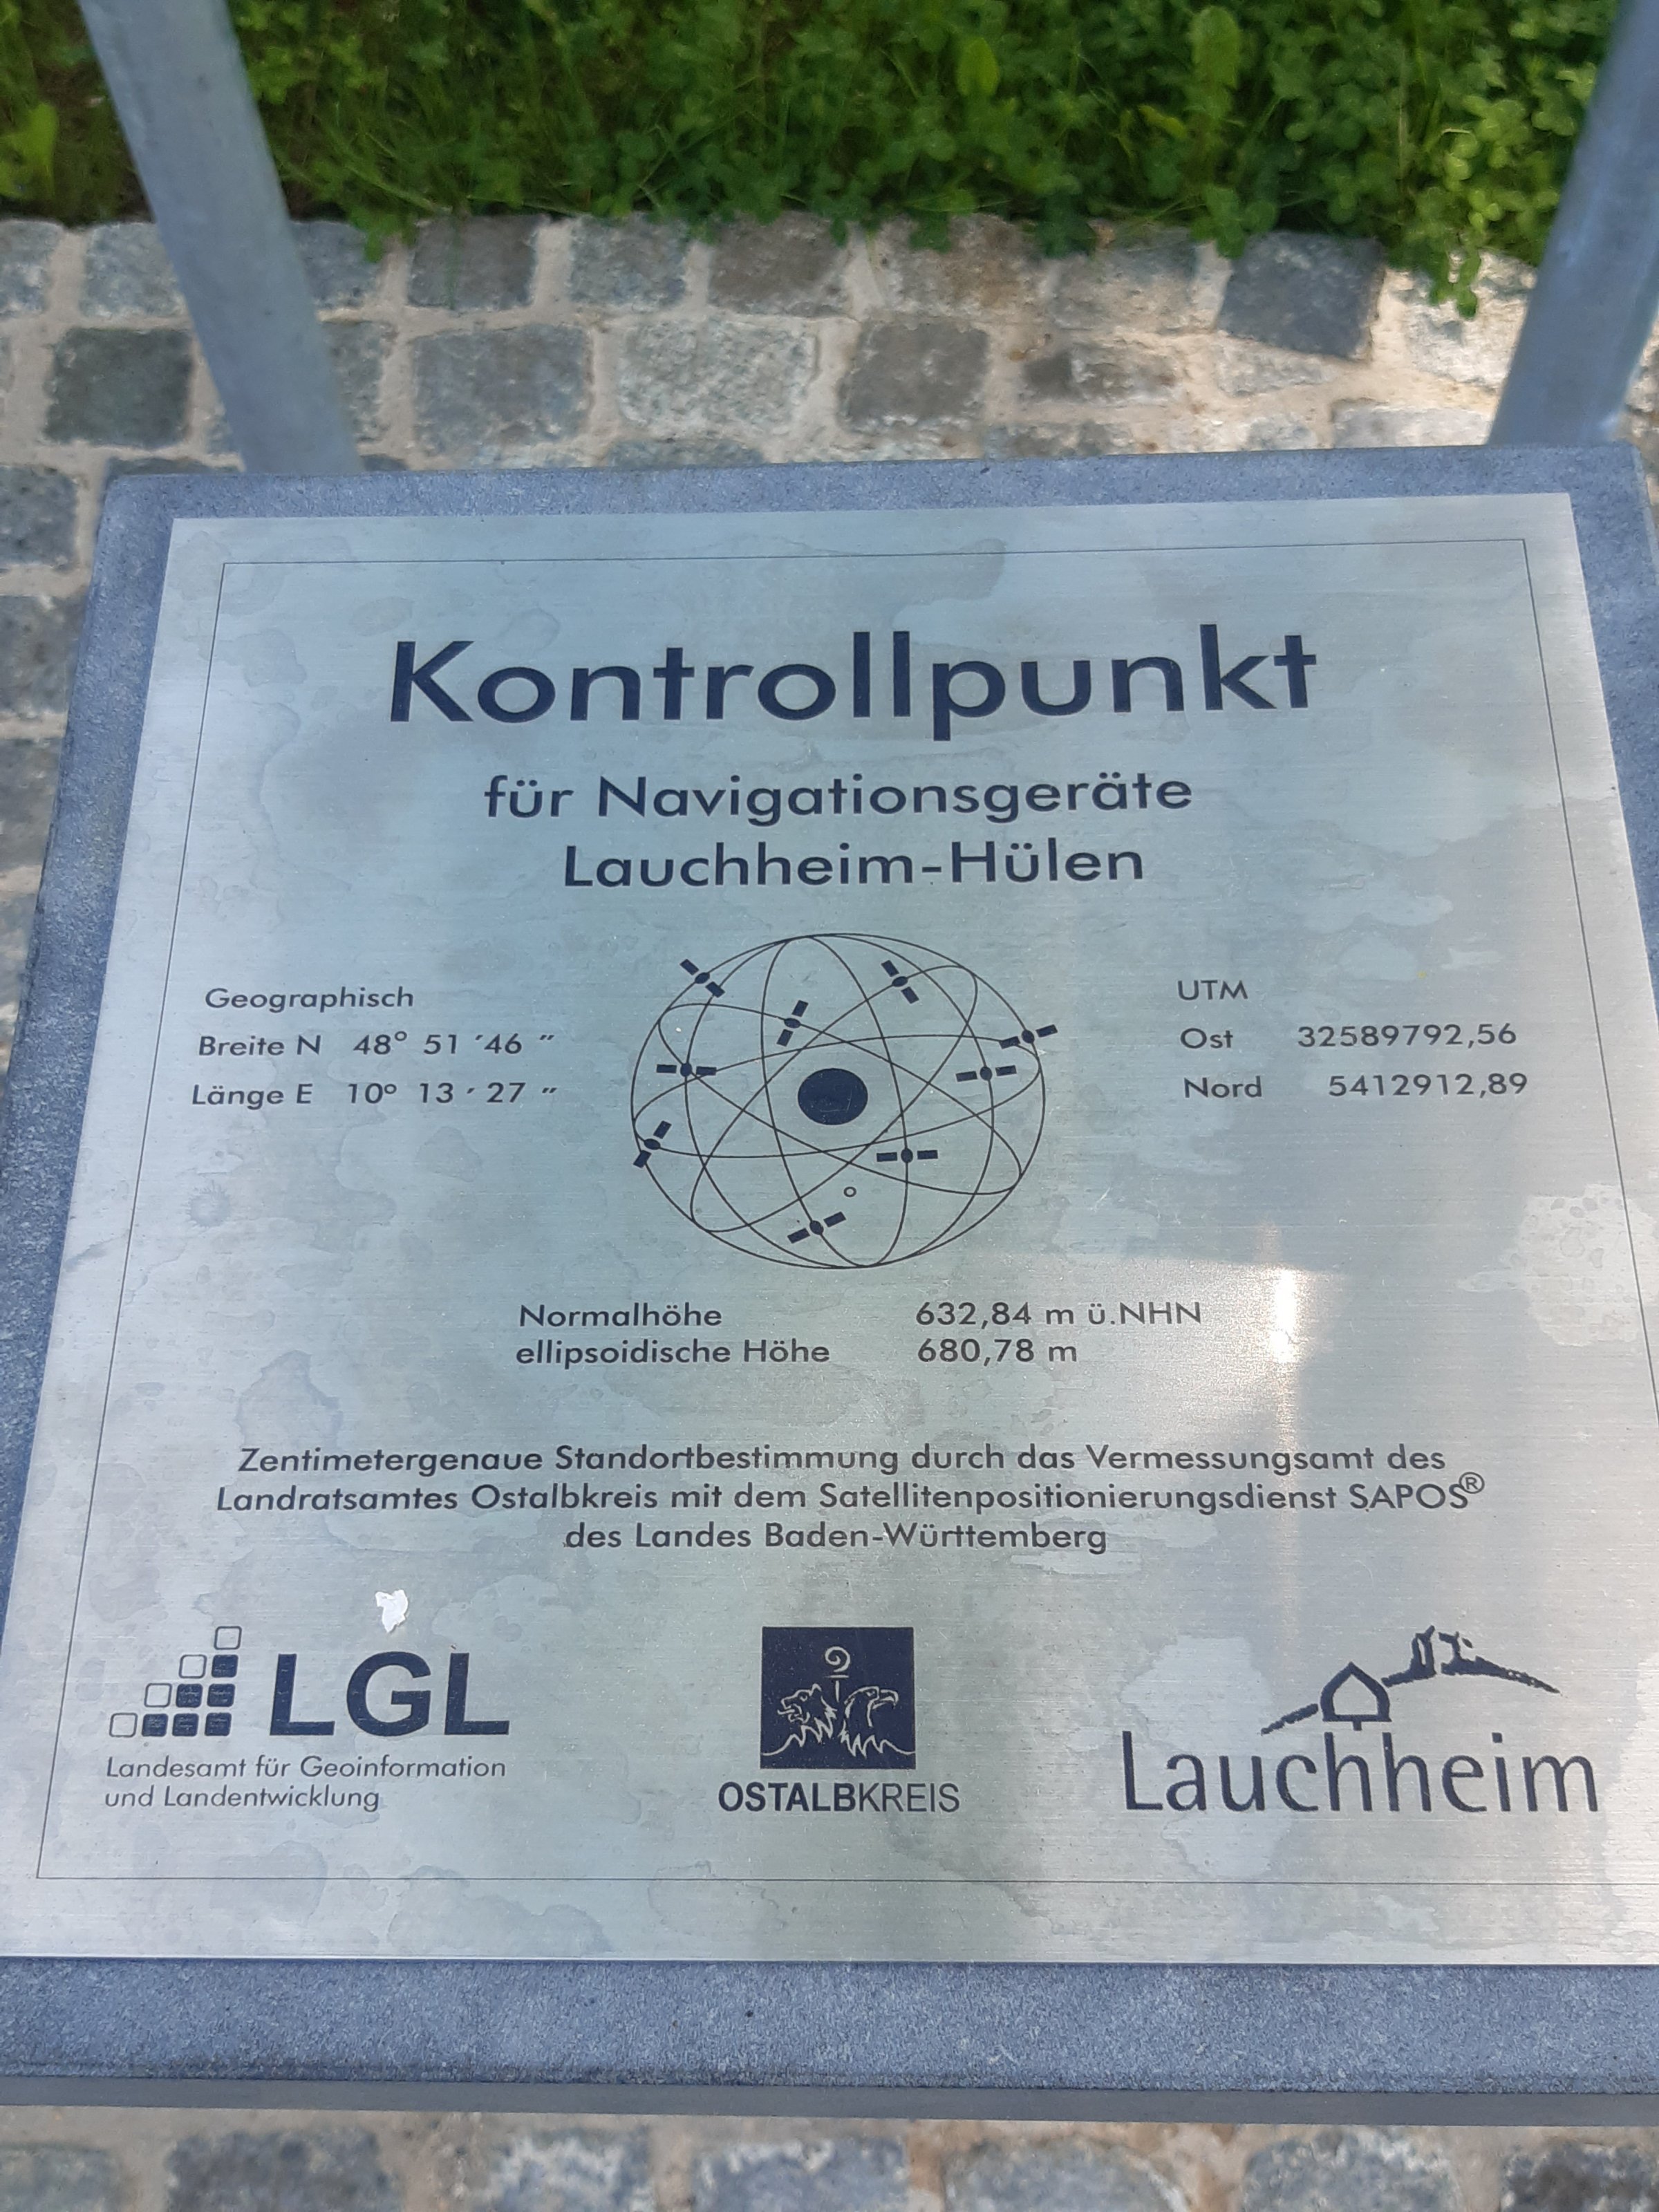 Kontrollpunkt
für Navigationsgeräte
Lauchheim-Hülen
Geographisch
Breite N 48° 51 ´46 ˝
Länge E 10° 13 ´ 27 ˝
UTM
Ost 32589792,56
Nord 5412912,89
Normalhöhe 632,84 m ü.NHN
ellipsoidische Höhe 680,78 m
Zentimetergenaue Standortbestimmung durch das Vermessungsamt des
Landratsamtes Ostalbkreis mit dem Satellitenpositionierungsdienst SAPOS®
des Landes Baden-Württemberg
LGL
Landesamt für Geoinformation
und Landentwicklung
OSTALBKREIS
Lauchheim